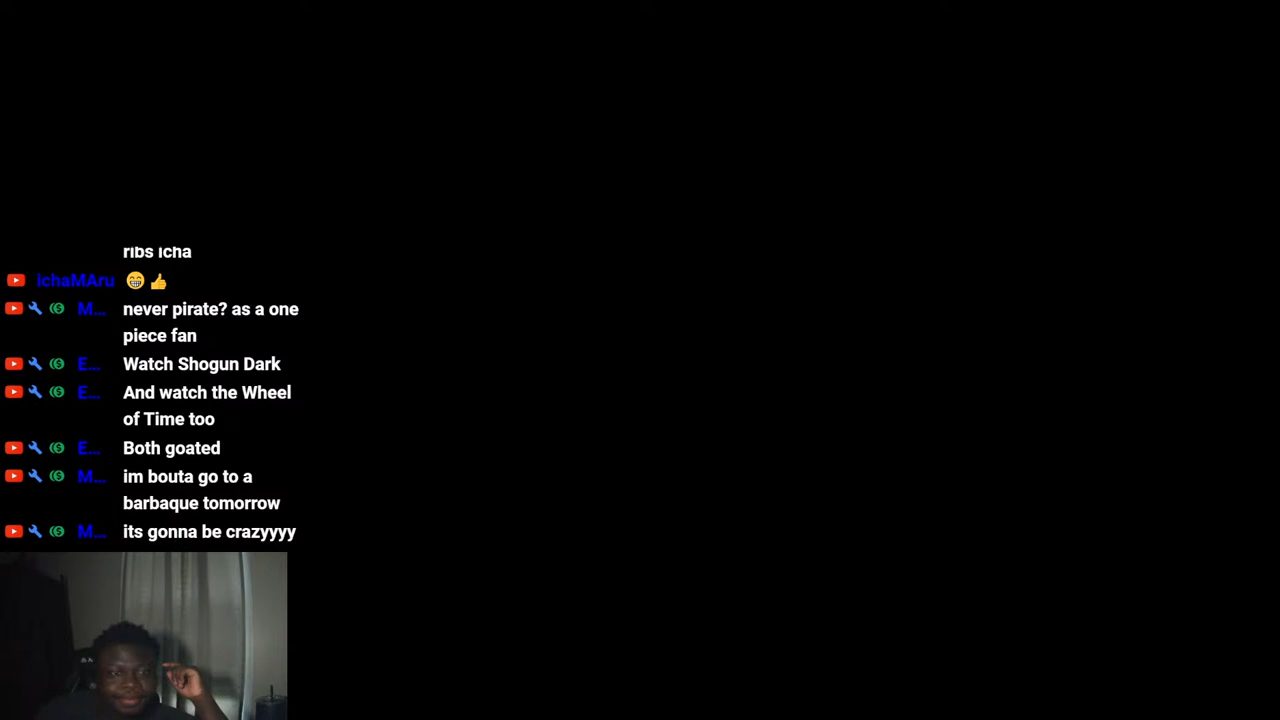 ribs icha
ichaMAru 😁👍
M... never pirate? as a one
piece fan
E... Watch Shogun Dark
E... And watch the Wheel
of Time too
E... Both goated
M... im bouta go to a
barbaque tomorrow
M... its gonna be crazyyyy